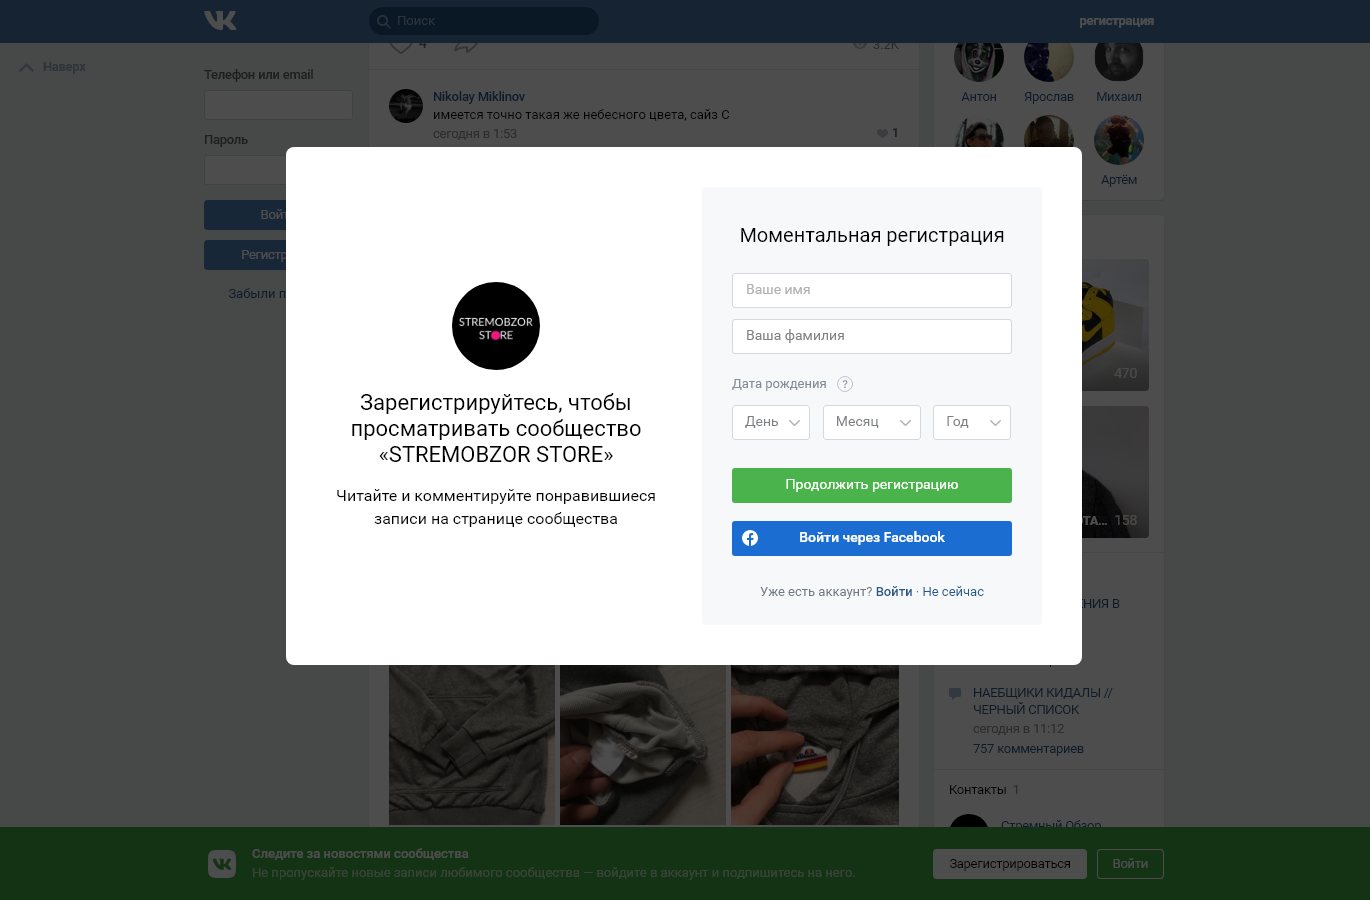 Поиск
регистрация
Наверх
Телефон или email
Пароль
4
3.2K
Nikolay Miklinov
имеется точно такая же небесного цвета, сайз С
сегодня в 1:53
1
Антон
Ярослав
Михаил
Артём
STREMOBZOR
STORE
Зарегистрируйтесь, чтобы
просматривать сообщество
«STREMOBZOR STORE»
Читайте и комментируйте понравившиеся
записи на странице сообщества
Моментальная регистрация
Ваше имя
Ваша фамилия
Дата рождения ?
День
Месяц
Год
Продолжить регистрацию
Войти через Facebook
Уже есть аккаунт? Войти · Не сейчас
470
158
НАЕБЩИКИ КИДАЛЫ //
ЧЕРНЫЙ СПИСОК
сегодня в 11:12
757 комментариев
Контакты 1
Стремный Обзор
Следите за новостями сообщества
Не пропускайте новые записи любимого сообщества — войдите в аккаунт и подпишитесь на него.
Зарегистрироваться
Войти